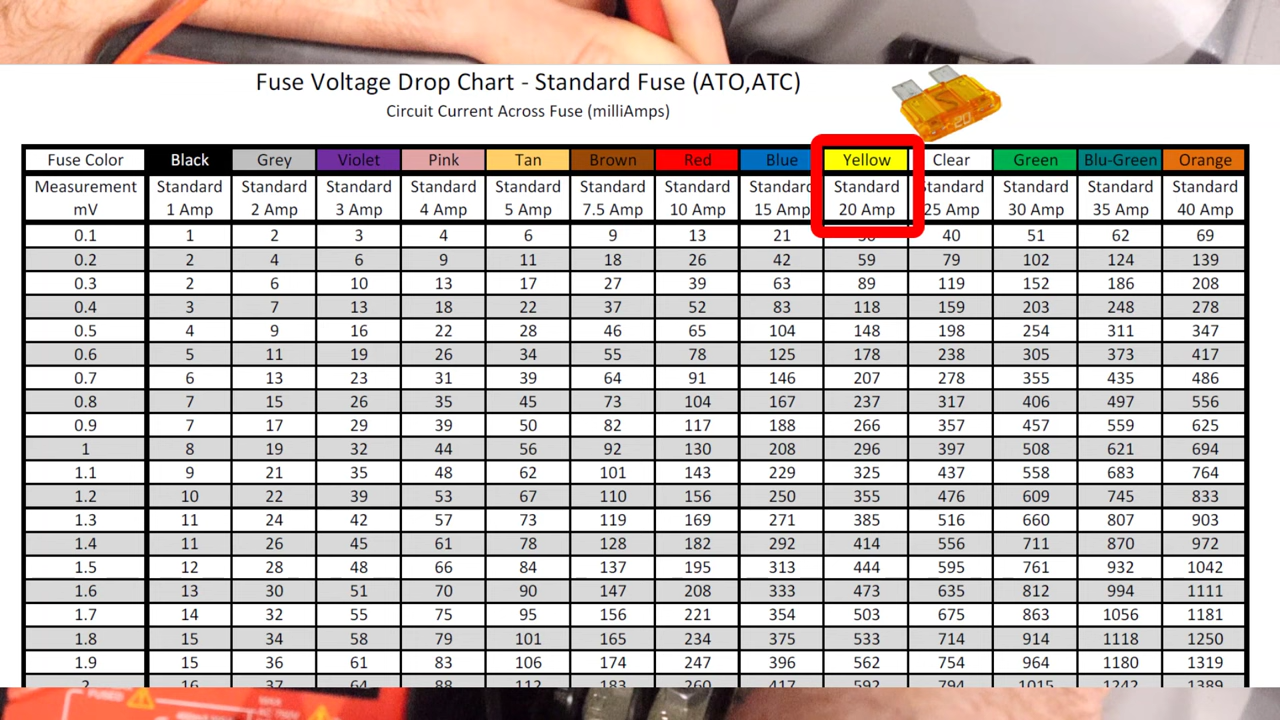 Fuse Voltage Drop Chart - Standard Fuse (ATO,ATC)
Circuit Current Across Fuse (milliAmps)
20
Fuse Color Black Grey Violet Pink Tan Brown Red Blue Yellow Clear Green Blu-Green Orange
Measurement Standard Standard Standard Standard Standard Standard Standard Standard Standard Standard Standard Standard Standard
mV 1 Amp 2 Amp 3 Amp 4 Amp 5 Amp 7.5 Amp 10 Amp 15 Amp 20 Amp 25 Amp 30 Amp 35 Amp 40 Amp
0.1 1 2 3 4 6 9 13 21 40 51 62 69
0.2 2 4 6 9 11 18 26 42 59 79 102 124 139
0.3 2 6 10 13 17 27 39 63 89 119 152 186 208
0.4 3 7 13 18 22 37 52 83 118 159 203 248 278
0.5 4 9 16 22 28 46 65 104 148 198 254 311 347
0.6 5 11 19 26 34 55 78 125 178 238 305 373 417
0.7 6 13 23 31 39 64 91 146 207 278 355 435 486
0.8 7 15 26 35 45 73 104 167 237 317 406 497 556
0.9 7 17 29 39 50 82 117 188 266 357 457 559 625
1 8 19 32 44 56 92 130 208 296 397 508 621 694
1.1 9 21 35 48 62 101 143 229 325 437 558 683 764
1.2 10 22 39 53 67 110 156 250 355 476 609 745 833
1.3 11 24 42 57 73 119 169 271 385 516 660 807 903
1.4 11 26 45 61 78 128 182 292 414 556 711 870 972
1.5 12 28 48 66 84 137 195 313 444 595 761 932 1042
1.6 13 30 51 70 90 147 208 333 473 635 812 994 1111
1.7 14 32 55 75 95 156 221 354 503 675 863 1056 1181
1.8 15 34 58 79 101 165 234 375 533 714 914 1118 1250
1.9 15 36 61 83 106 174 247 396 562 754 964 1180 1319
2 16 37 64 88 112 183 260 417 592 794 1015 1242 1389
FUSED